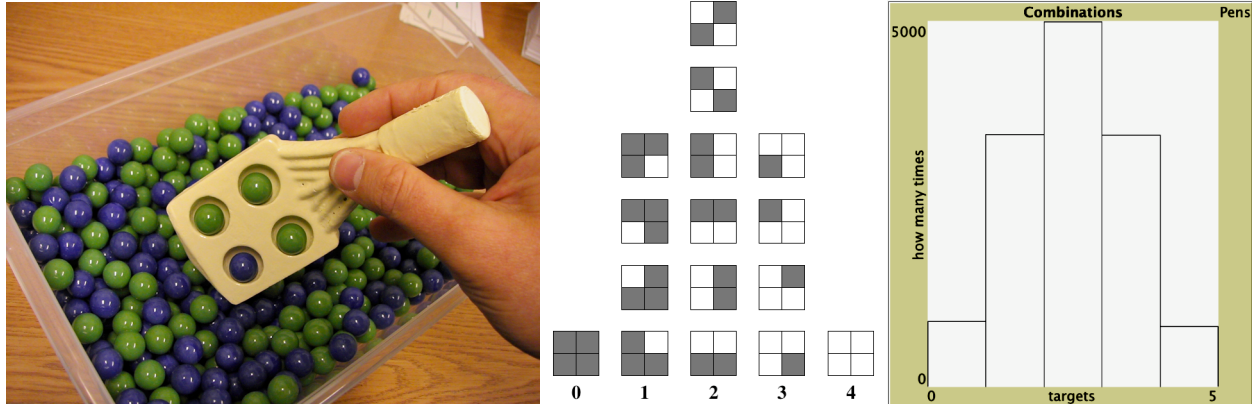 0 1 2 3 4
Combinations
Pens
5000
how many times
0
0 targets 5